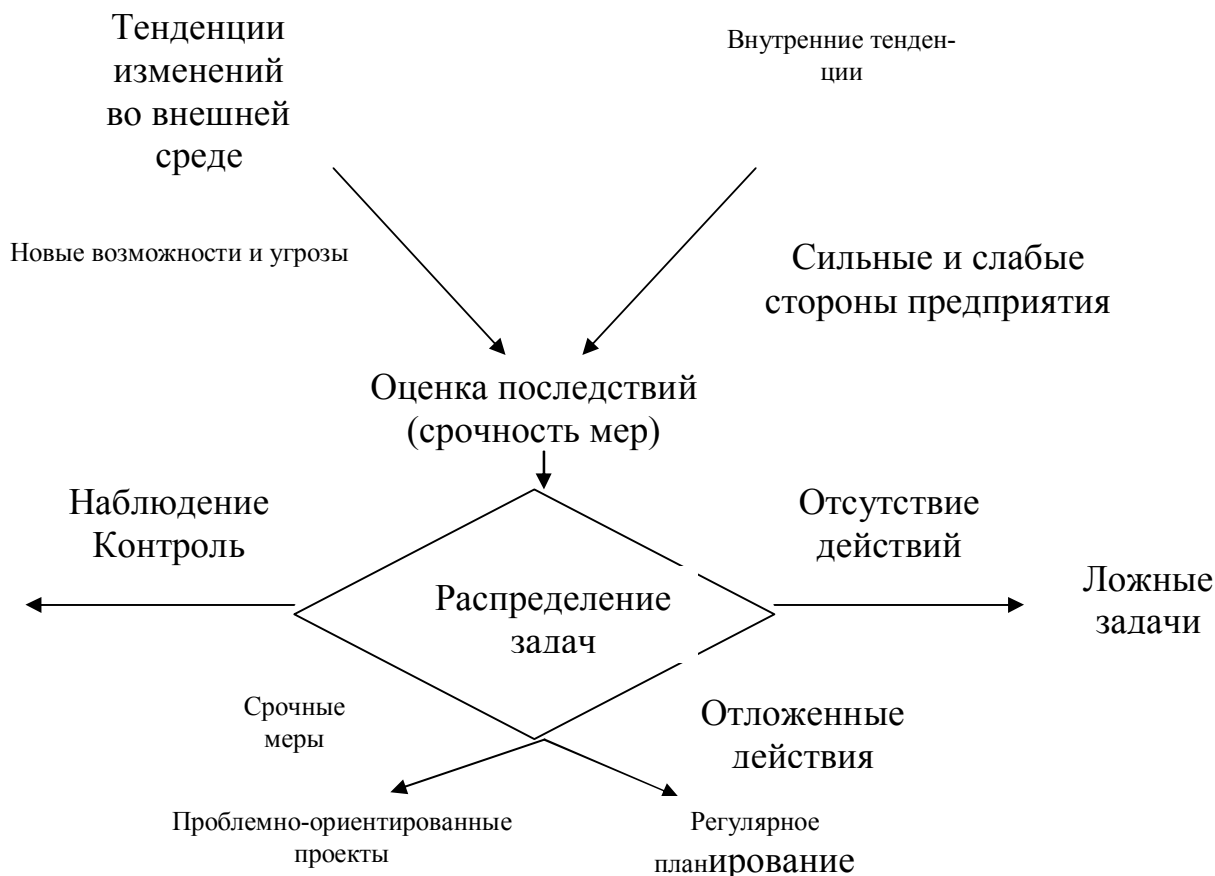 Тенденции
изменений
во внешней
среде
Внутренние тенден-
ции
Новые возможности и угрозы
Сильные и слабые
стороны предприятия
Оценка последствий
(срочность мер)
Наблюдение
Контроль
Отсутствие
действий
Распределение
задач
Ложные
задачи
Срочные
меры
Отложенные
действия
Проблемно-ориентированные
проекты
Регулярное
планирование